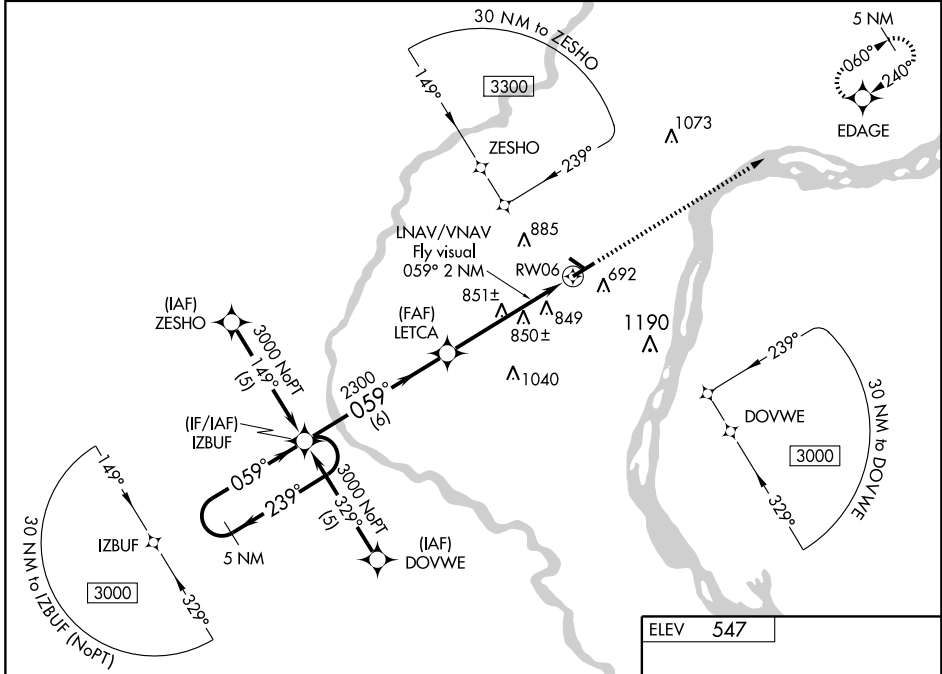 30 NM to ZESHO
149°
3300
ZESHO
239°
5 NM
060°
240°
EDAGE
1073
LNAV/VNAV
Fly visual
059° 2 NM
885
RW06
692
851±
849
850±
1040
1190
(IAF)
ZESHO
3000 NoPT
149°
(5)
(FAF)
LETCA
2300
059°
(6)
(IF/IAF)
IZBUF
059°
239°
5 NM
3000 NoPT
329°
(5)
(IAF)
DOVWE
149°
IZBUF
3000
329°
30 NM to IZBUF (NoPT)
239°
DOVWE
3000
329°
30 NM to DOVWE
ELEV 547